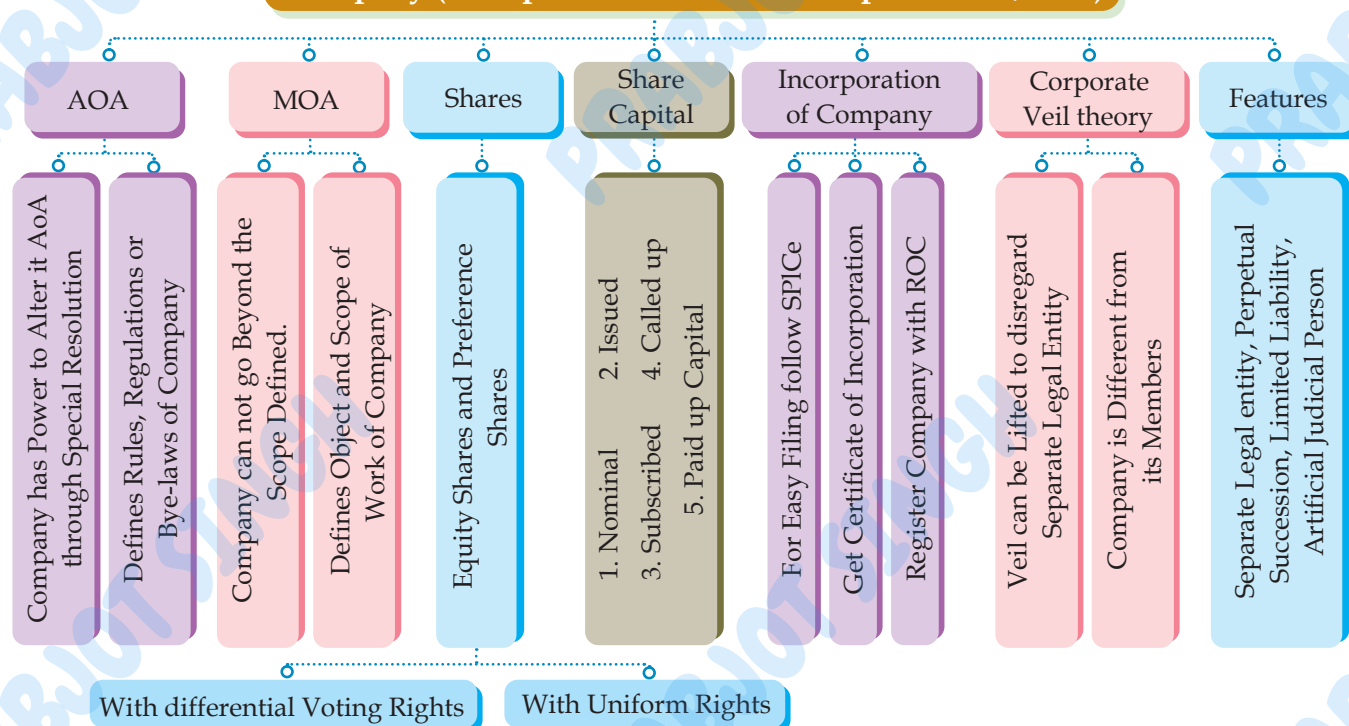 AOA
MOA
Shares
Share
Capital
Incorporation
of Company
Corporate
Veil theory
Features
Company has Power to Alter it AoA
through Special Resolution
Defines Rules, Regulations or
Bye-laws of Company
Company can not go Beyond the
Scope Defined.
Defines Object and Scope of
Work of Company
Equity Shares and Preference
Shares
1. Nominal 2. Issued
3. Subscribed 4. Called up
5. Paid up Capital
For Easy Filing follow SPICe
Get Certificate of Incorporation
Register Company with ROC
Veil can be Lifted to disregard
Separate Legal Entity
Company is Different from
its Members
Separate Legal entity, Perpetual
Succession, Limited Liability,
Artificial Judicial Person
With differential Voting Rights
With Uniform Rights
PRABJOT SINGH